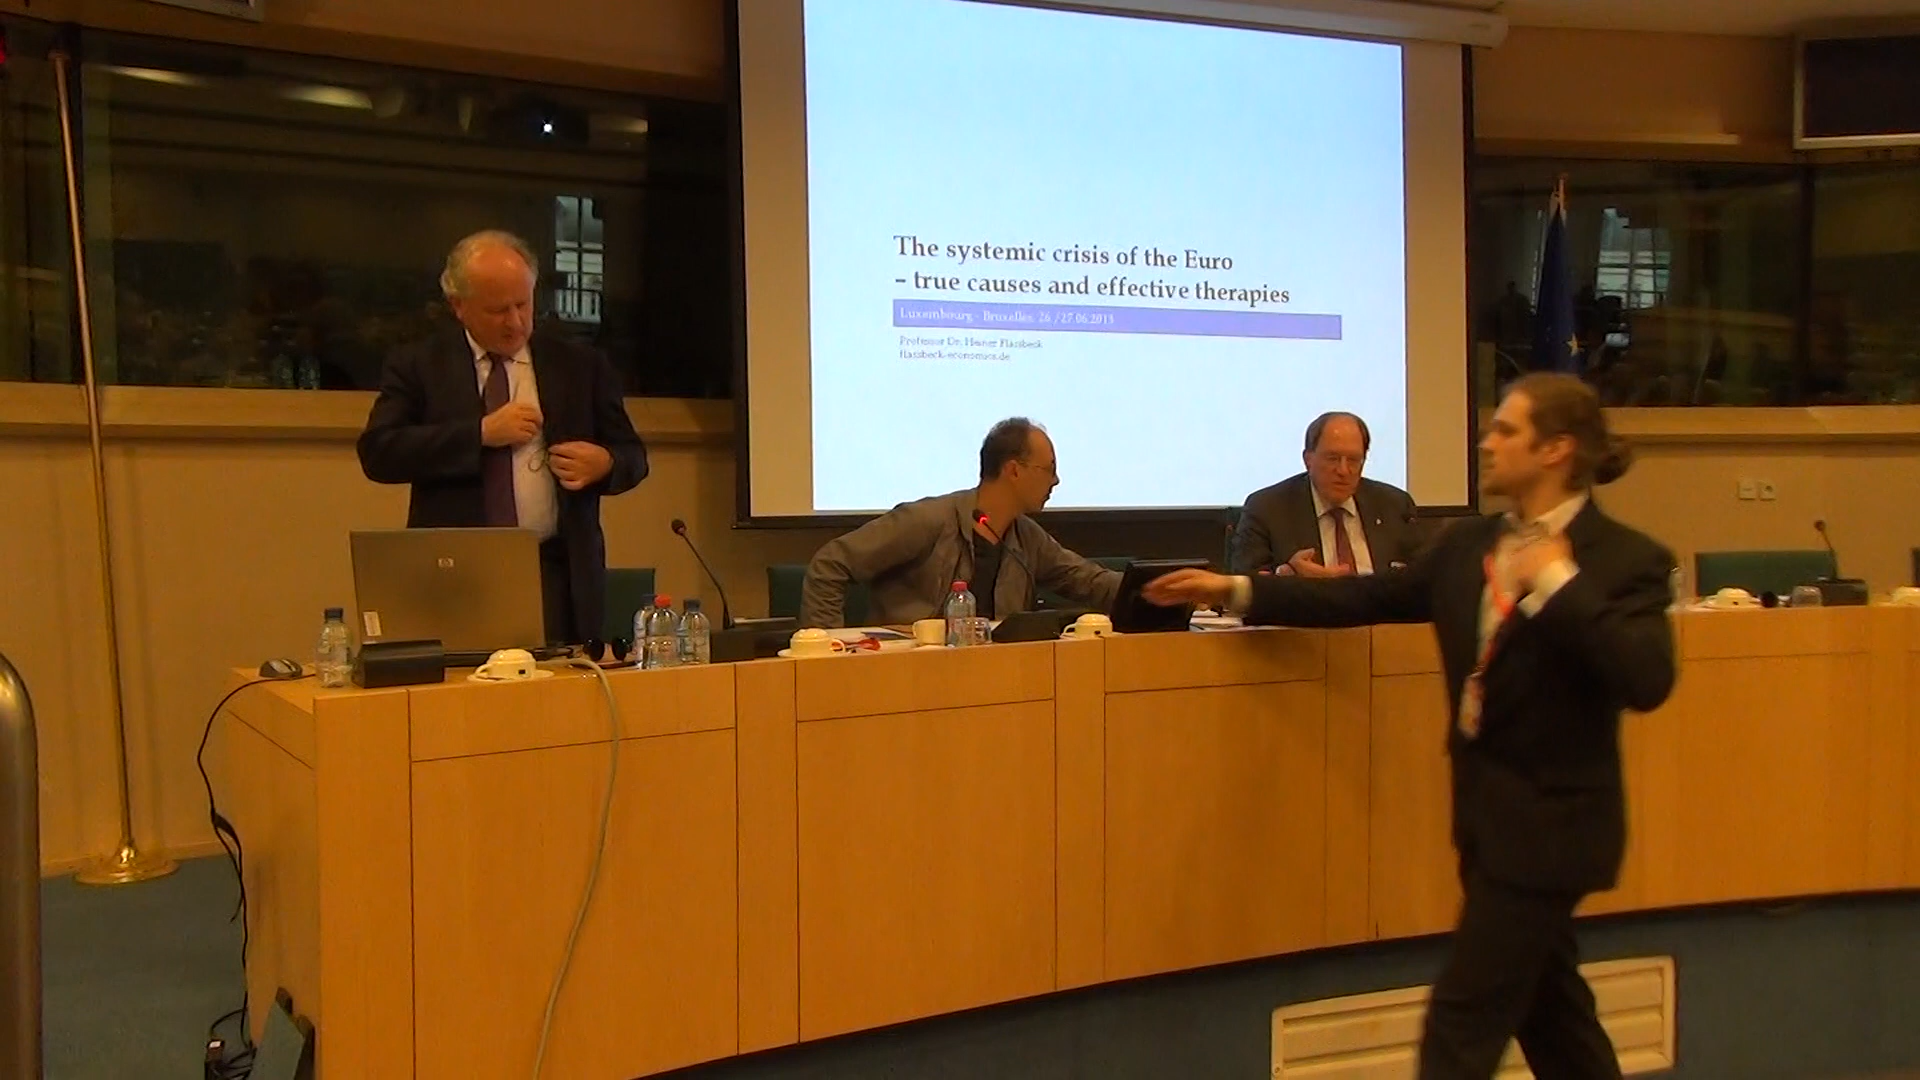 The systemic crisis of the Euro
– true causes and effective therapies
Luxembourg - Bruxelles, 26./27.06.2013
Professor Dr. Heiner Flassbeck
flassbeck-economics.de
hp